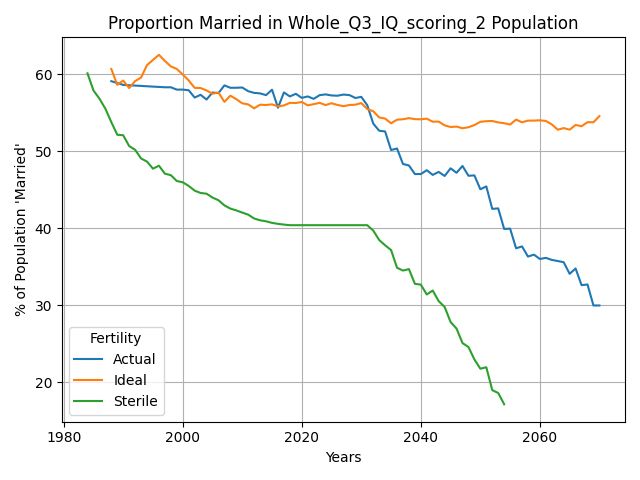 Proportion Married in Whole_Q3_IQ_scoring_2 Population
% of Population "Married'
60
50
40
30
20
Fertility
Actual
Ideal
Sterile
1980
2000
2020
2040
2060
Years